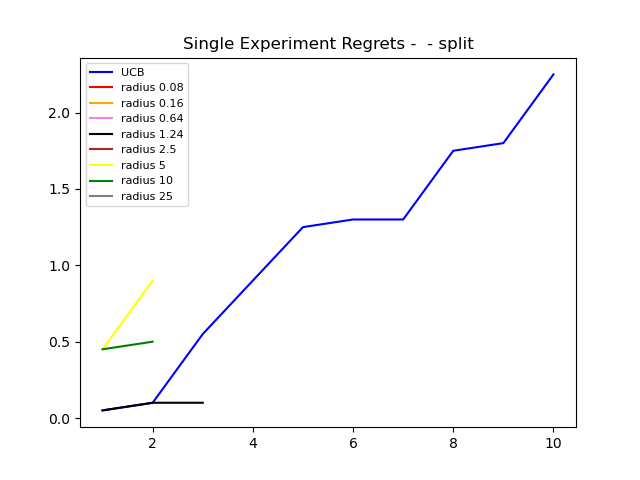 Single Experiment Regrets -  - split
UCB
radius 0.08
radius 0.16
radius 0.64
radius 1.24
radius 2.5
radius 5
radius 10
radius 25
2.0
1.5
1.0
0.5
0.0
2 4 6 8 10